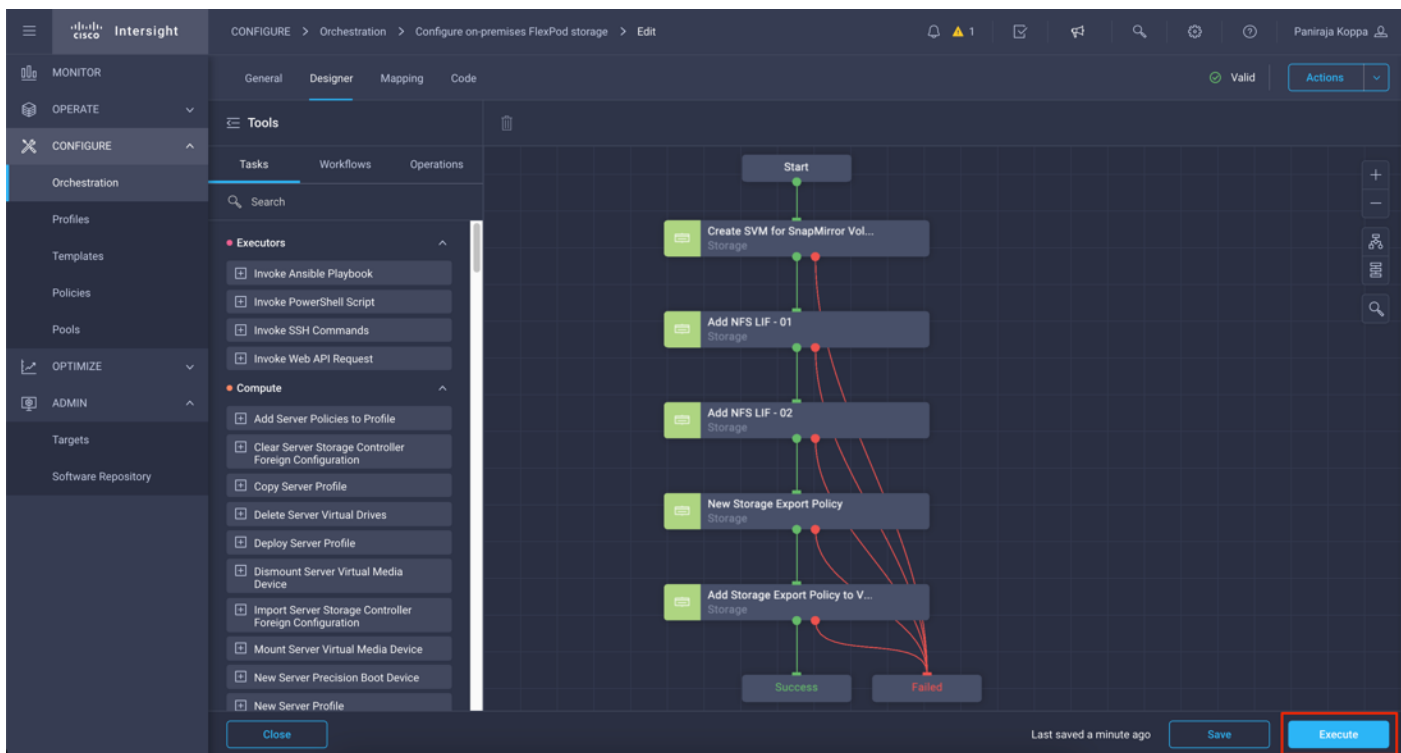 CISCO Intersight
CONFIGURE > Orchestration > Configure on-premises FlexPod storage > Edit
1
Paniraja Koppa
MONITOR
OPERATE
CONFIGURE
Orchestration
Profiles
Templates
Policies
Pools
OPTIMIZE
ADMIN
Targets
Software Repository
General Designer Mapping Code
Valid
Actions
Tools
Tasks Workflows Operations
Search
Executors
Invoke Ansible Playbook
Invoke PowerShell Script
Invoke SSH Commands
Invoke Web API Request
Compute
Add Server Policies to Profile
Clear Server Storage Controller
Foreign Configuration
Copy Server Profile
Delete Server Virtual Drives
Deploy Server Profile
Dismount Server Virtual Media
Device
Import Server Storage Controller
Foreign Configuration
Mount Server Virtual Media Device
New Server Precision Boot Device
New Server Profile
Start
Create SVM for SnapMirror Vol...
Storage
Add NFS LIF - 01
Storage
Add NFS LIF - 02
Storage
New Storage Export Policy
Storage
Add Storage Export Policy to V...
Storage
Success
Failed
Close
Last saved a minute ago
Save
Execute